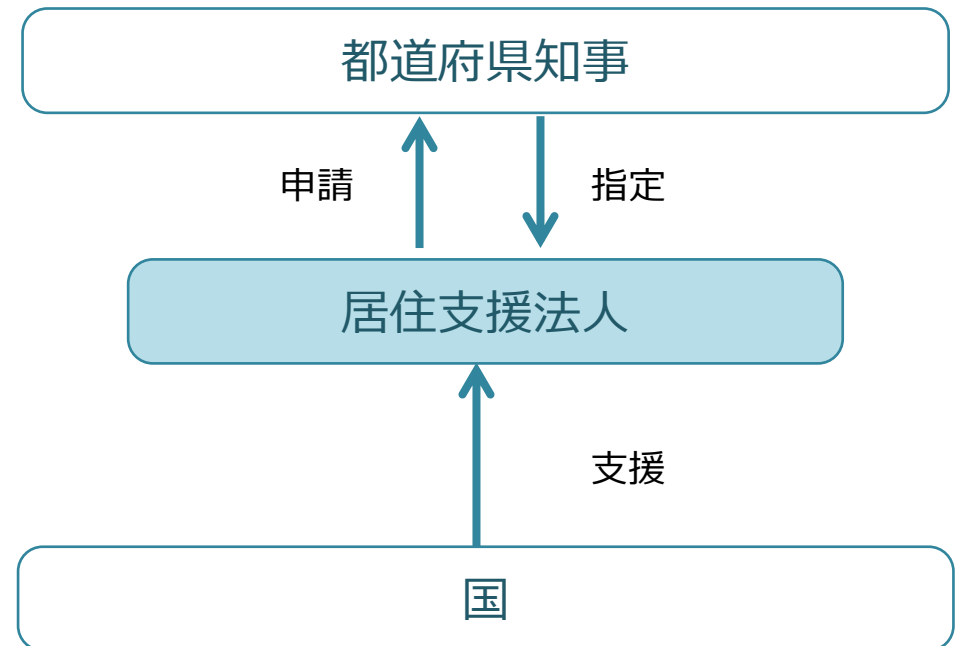 都道府県知事
申請
指定
居住支援法人
支援
国